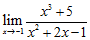 lim x→-1 (x³ + 5)/(x² + 2x - 1)